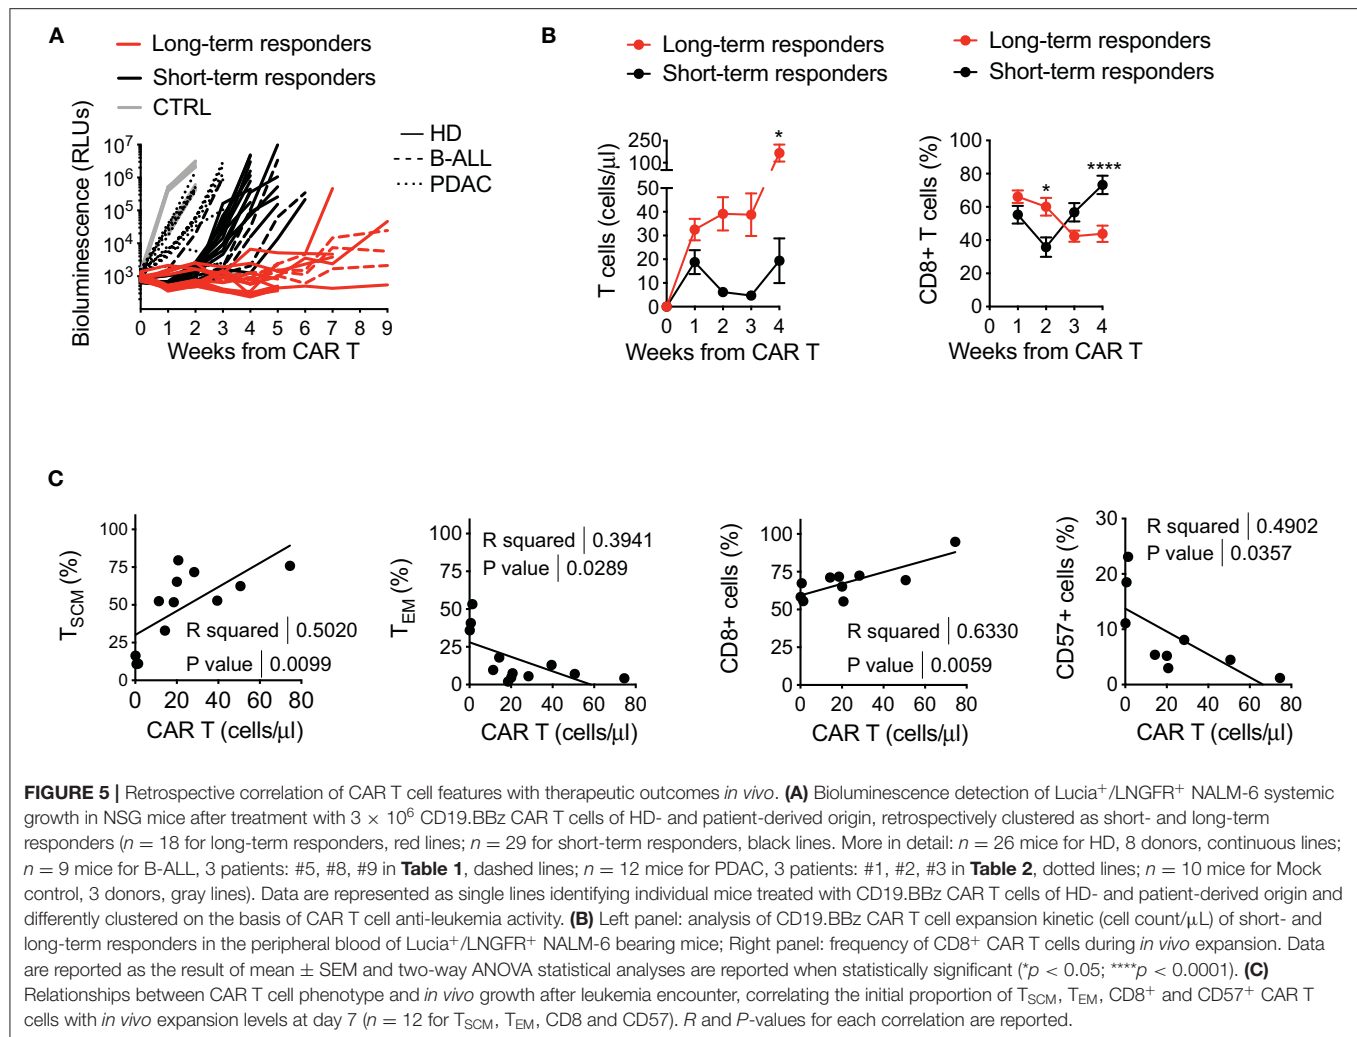 A
Long-term responders
Short-term responders
CTRL
HD
B-ALL
PDAC
Bioluminescence (RLUs)
10⁷
10⁶
10⁵
10⁴
10³
0 1 2 3 4 5 6 7 8 9
Weeks from CAR T
B
Long-term responders
Short-term responders
T cells (cells/μl)
250
100
50
40
30
20
10
0
*
0 1 2 3 4
Weeks from CAR T
Long-term responders
Short-term responders
CD8+ T cells (%)
100
80
60
40
20
0
*
****
0 1 2 3 4
Weeks from CAR T
C
TSCM (%)
100
75
50
25
0
R squared 0.5020
P value 0.0099
0 20 40 60 80
CAR T (cells/μl)
TEM (%)
100
75
50
25
0
R squared 0.3941
P value 0.0289
0 20 40 60 80
CAR T (cells/μl)
CD8+ cells (%)
100
75
50
25
0
R squared 0.6330
P value 0.0059
0 20 40 60 80
CAR T (cells/μl)
CD57+ cells (%)
30
20
10
0
R squared 0.4902
P value 0.0357
0 20 40 60 80
CAR T (cells/μl)
FIGURE 5 | Retrospective correlation of CAR T cell features with therapeutic outcomes in vivo. (A) Bioluminescence detection of Lucia⁺/LNGFR⁺ NALM-6 systemic
growth in NSG mice after treatment with 3 × 10⁶ CD19.BBz CAR T cells of HD- and patient-derived origin, retrospectively clustered as short- and long-term
responders (n = 18 for long-term responders, red lines; n = 29 for short-term responders, black lines. More in detail: n = 26 mice for HD, 8 donors, continuous lines;
n = 9 mice for B-ALL, 3 patients: #5, #8, #9 in Table 1, dashed lines; n = 12 mice for PDAC, 3 patients: #1, #2, #3 in Table 2, dotted lines; n = 10 mice for Mock
control, 3 donors, gray lines). Data are represented as single lines identifying individual mice treated with CD19.BBz CAR T cells of HD- and patient-derived origin and
differently clustered on the basis of CAR T cell anti-leukemia activity. (B) Left panel: analysis of CD19.BBz CAR T cell expansion kinetic (cell count/μL) of short- and
long-term responders in the peripheral blood of Lucia⁺/LNGFR⁺ NALM-6 bearing mice; Right panel: frequency of CD8⁺ CAR T cells during in vivo expansion. Data
are reported as the result of mean ± SEM and two-way ANOVA statistical analyses are reported when statistically significant (*p < 0.05; ****p < 0.0001). (C)
Relationships between CAR T cell phenotype and in vivo growth after leukemia encounter, correlating the initial proportion of TSCM, TEM, CD8⁺ and CD57⁺ CAR T
cells with in vivo expansion levels at day 7 (n = 12 for TSCM, TEM, CD8 and CD57). R and P-values for each correlation are reported.